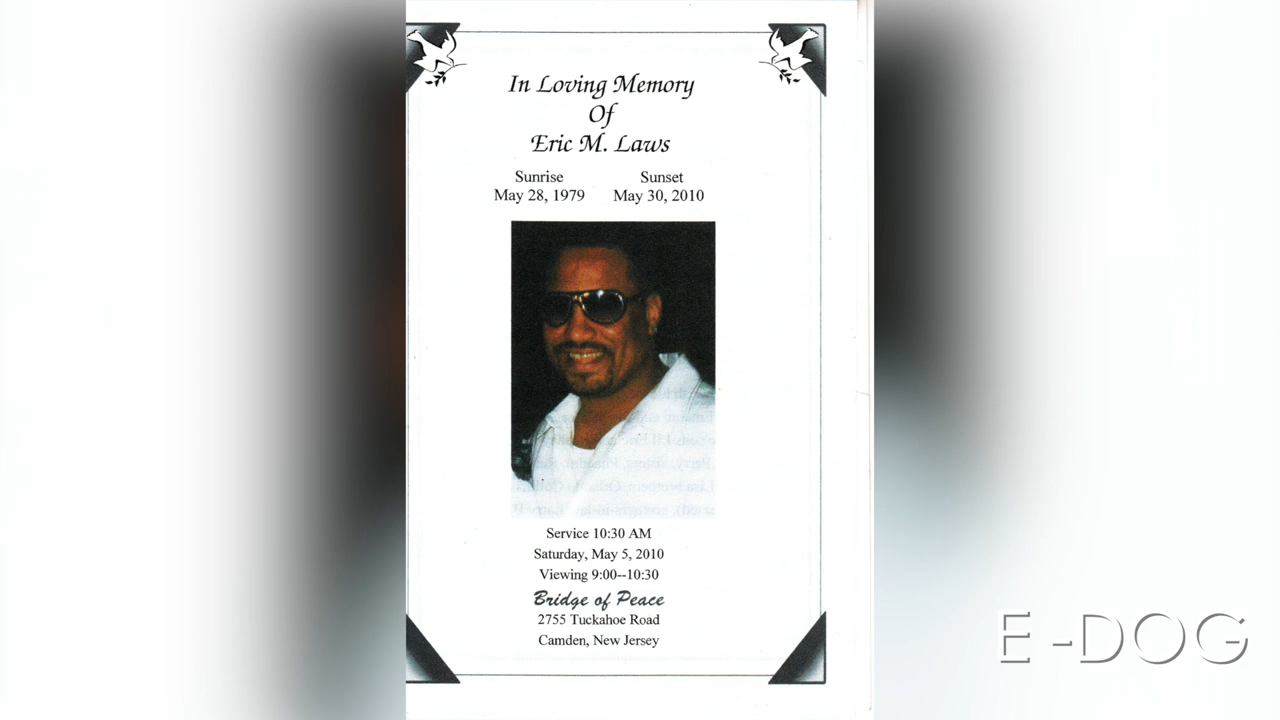 In Loving Memory
Of
Eric M. Laws
Sunrise Sunset
May 28, 1979 May 30, 2010
Service 10:30 AM
Saturday, May 5, 2010
Viewing 9:00--10:30
Bridge of Peace
2755 Tuckahoe Road
Camden, New Jersey
E -DOG